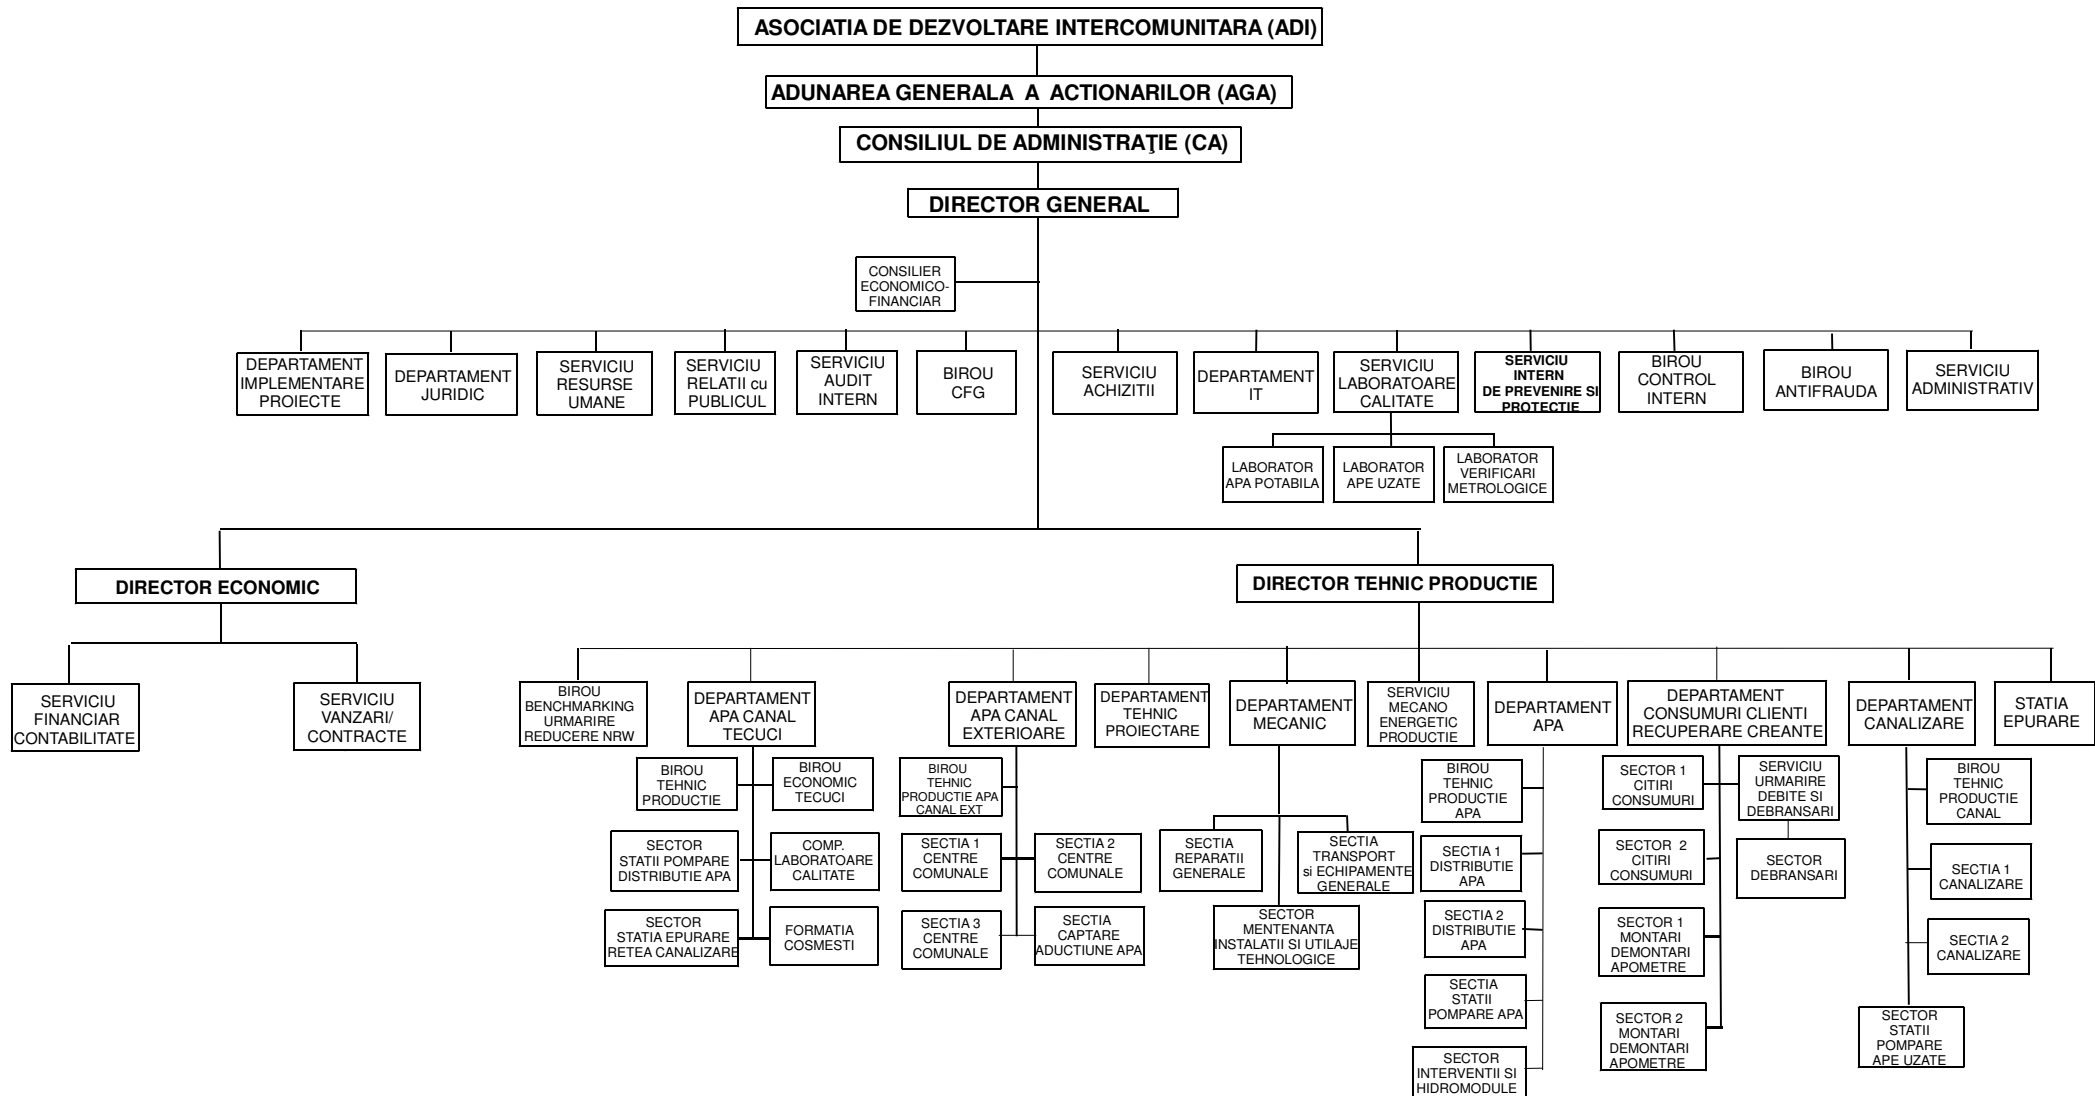 ASOCIATIA DE DEZVOLTARE INTERCOMUNITARA (ADI)
ADUNAREA GENERALA A ACTIONARILOR (AGA)
CONSILIUL DE ADMINISTRAŢIE (CA)
DIRECTOR GENERAL
CONSILIER
ECONOMICO-
FINANCIAR
DEPARTAMENT
IMPLEMENTARE
PROIECTE
DEPARTAMENT
JURIDIC
SERVICIU
RESURSE
UMANE
SERVICIU
RELATII cu
PUBLICUL
SERVICIU
AUDIT
INTERN
BIROU
CFG
SERVICIU
ACHIZITII
DEPARTAMENT
IT
SERVICIU
LABORATOARE
CALITATE
SERVICIU
INTERN
DE PREVENIRE SI
PROTECTIE
BIROU
CONTROL
INTERN
BIROU
ANTIFRAUDA
SERVICIU
ADMINISTRATIV
LABORATOR
APA POTABILA
LABORATOR
APE UZATE
LABORATOR
VERIFICARI
METROLOGICE
DIRECTOR ECONOMIC
DIRECTOR TEHNIC PRODUCTIE
SERVICIU
FINANCIAR
CONTABILITATE
SERVICIU
VANZARI/
CONTRACTE
BIROU
BENCHMARKING
URMARIRE
REDUCERE NRW
DEPARTAMENT
APA CANAL
TECUCI
DEPARTAMENT
APA CANAL
EXTERIOARE
DEPARTAMENT
TEHNIC
PROIECTARE
DEPARTAMENT
MECANIC
SERVICIU
MECANO
ENERGETIC
PRODUCTIE
DEPARTAMENT
APA
DEPARTAMENT
CONSUMURI CLIENTI
RECUPERARE CREANTE
DEPARTAMENT
CANALIZARE
STATIA
EPURARE
BIROU
TEHNIC
PRODUCTIE
BIROU
ECONOMIC
TECUCI
SECTOR
STATII POMPARE
DISTRIBUTIE APA
COMP.
LABORATOARE
CALITATE
SECTOR
STATIA EPURARE
RETEA CANALIZARE
FORMATIA
COSMESTI
BIROU
TEHNIC
PRODUCTIE APA
CANAL EXT
SECTIA 1
CENTRE
COMUNALE
SECTIA 2
CENTRE
COMUNALE
SECTIA 3
CENTRE
COMUNALE
SECTIA
CAPTARE
ADUCTIUNE APA
SECTIA
REPARATII
GENERALE
SECTIA
TRANSPORT
si ECHIPAMENTE
GENERALE
SECTOR
MENTENANTA
INSTALATII SI UTILAJE
TEHNOLOGICE
BIROU
TEHNIC
PRODUCTIE
APA
SECTIA 1
DISTRIBUTIE
APA
SECTIA 2
DISTRIBUTIE
APA
SECTIA
STATII
POMPARE APA
SECTOR
INTERVENTII SI
HIDROMODULE
SECTOR 1
CITIRI
CONSUMURI
SERVICIU
URMARIRE
DEBITE SI
DEBRANSARI
SECTOR 2
CITIRI
CONSUMURI
SECTOR
DEBRANSARI
SECTOR 1
MONTARI
DEMONTARI
APOMETRE
SECTOR 2
MONTARI
DEMONTARI
APOMETRE
BIROU
TEHNIC
PRODUCTIE
CANAL
SECTIA 1
CANALIZARE
SECTIA 2
CANALIZARE
SECTOR
STATII
POMPARE
APE UZATE